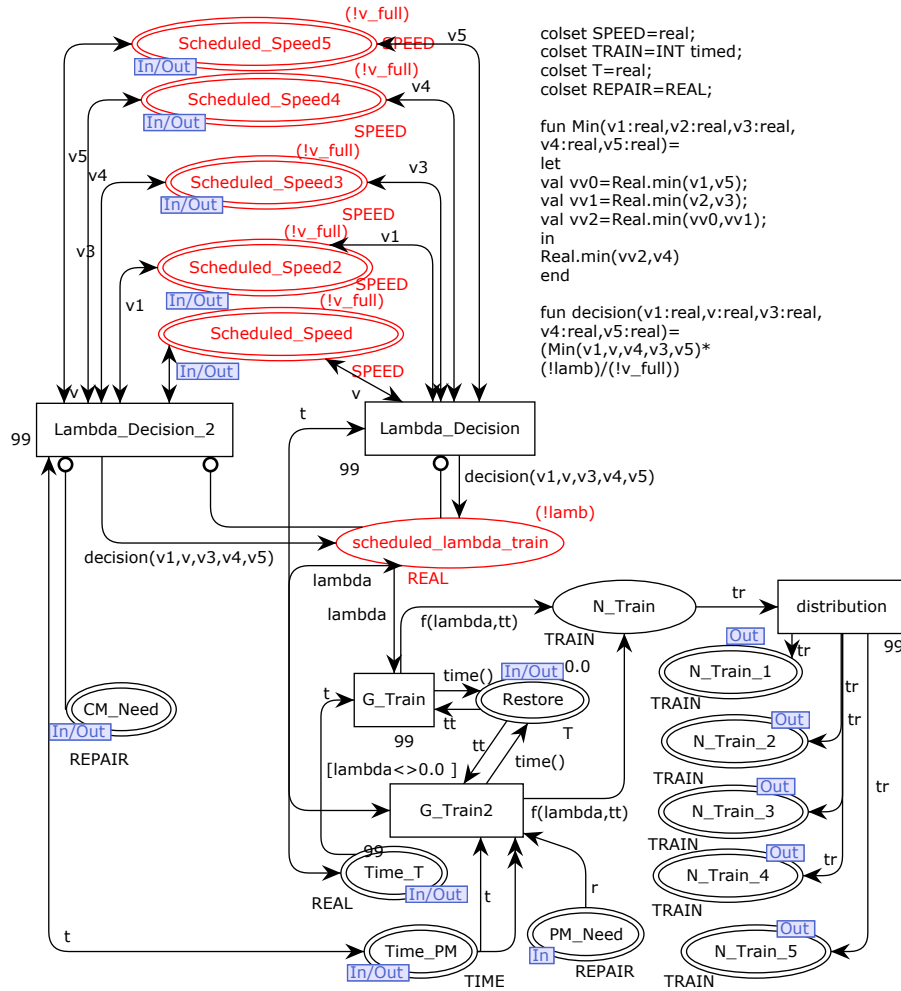 (!v_full)
Scheduled_Speed5
SPEED
v5
In/Out
(!v_full)
Scheduled_Speed4
v4
In/Out
SPEED
v5
(!v_full)
v4
Scheduled_Speed3
v3
In/Out
SPEED
(!v_full)
v3
v1
Scheduled_Speed2
SPEED
In/Out
v1
(!v_full)
Scheduled_Speed
In/Out
SPEED
v
v
colset SPEED=real;
colset TRAIN=INT timed;
colset T=real;
colset REPAIR=REAL;
fun Min(v1:real,v2:real,v3:real,
v4:real,v5:real)=
let
val vv0=Real.min(v1,v5);
val vv1=Real.min(v2,v3);
val vv2=Real.min(vv0,vv1);
in
Real.min(vv2,v4)
end
fun decision(v1:real,v:real,v3:real,
v4:real,v5:real)=
(Min(v1,v,v4,v3,v5)*
(!lamb)/(!v_full))
t
Lambda_Decision_2
99
Lambda_Decision
99
decision(v1,v,v3,v4,v5)
(!lamb)
scheduled_lambda_train
decision(v1,v,v3,v4,v5)
REAL
lambda
lambda
f(lambda,tt)
N_Train
TRAIN
tr
distribution
99
Out
tr
N_Train_1
TRAIN
CM_Need
In/Out
REPAIR
t
G_Train
99
time()
tt
In/Out
0.0
Restore
T
tt
time()
tr
tr
Out
N_Train_2
TRAIN
[lambda<>0.0 ]
G_Train2
f(lambda,tt)
tr
Out
N_Train_3
TRAIN
99
Time_T
In/Out
REAL
t
r
tr
Out
N_Train_4
TRAIN
t
Time_PM
In/Out
TIME
PM_Need
In
REPAIR
Out
N_Train_5
TRAIN